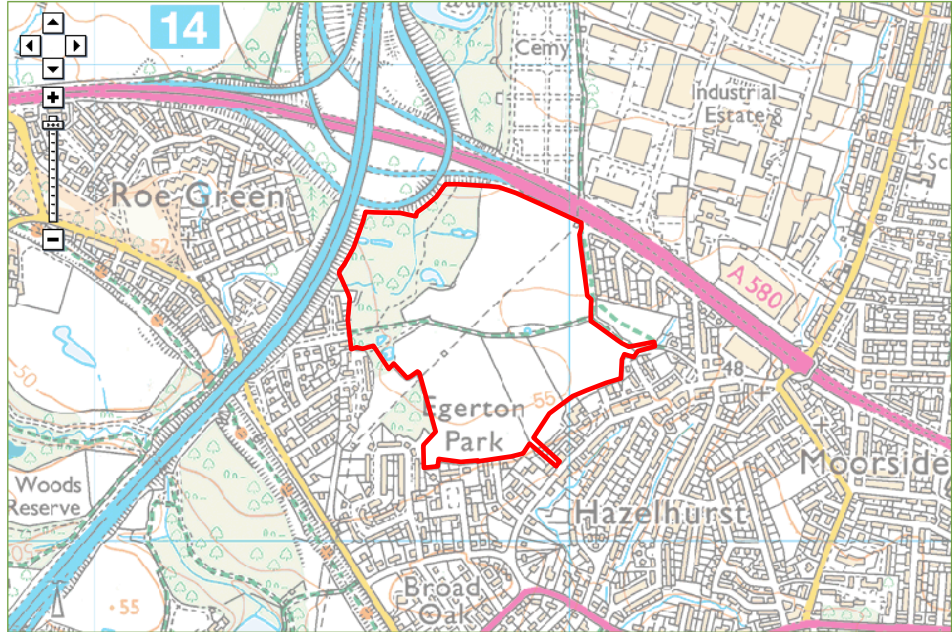 14
Cemy
Industrial
Estate
Roe Green
52
A 580
50
48
55
Egerton
Park
Moorside
Woods
Reserve
Hazelhurst
50
Broad
Oak
55